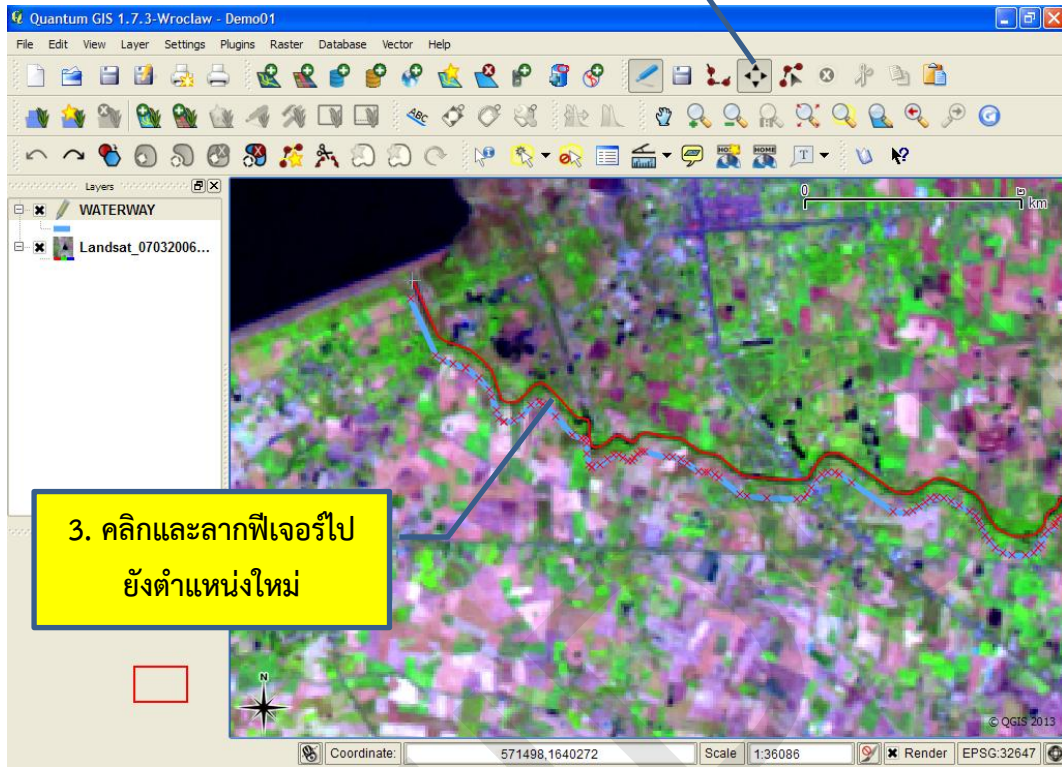 Quantum GIS 1.7.3-Wroclaw - Demo01
File Edit View Layer Settings Plugins Raster Database Vector Help
ABC
HOME
T
Layers
WATERWAY
Landsat_07032006...
0
km
3. คลิกและลากฟีเจอร์ไป
ยังตำแหน่งใหม่
N
© QGIS 2013
Coordinate: 571498,1640272 Scale 1:36086 Render EPSG:32647